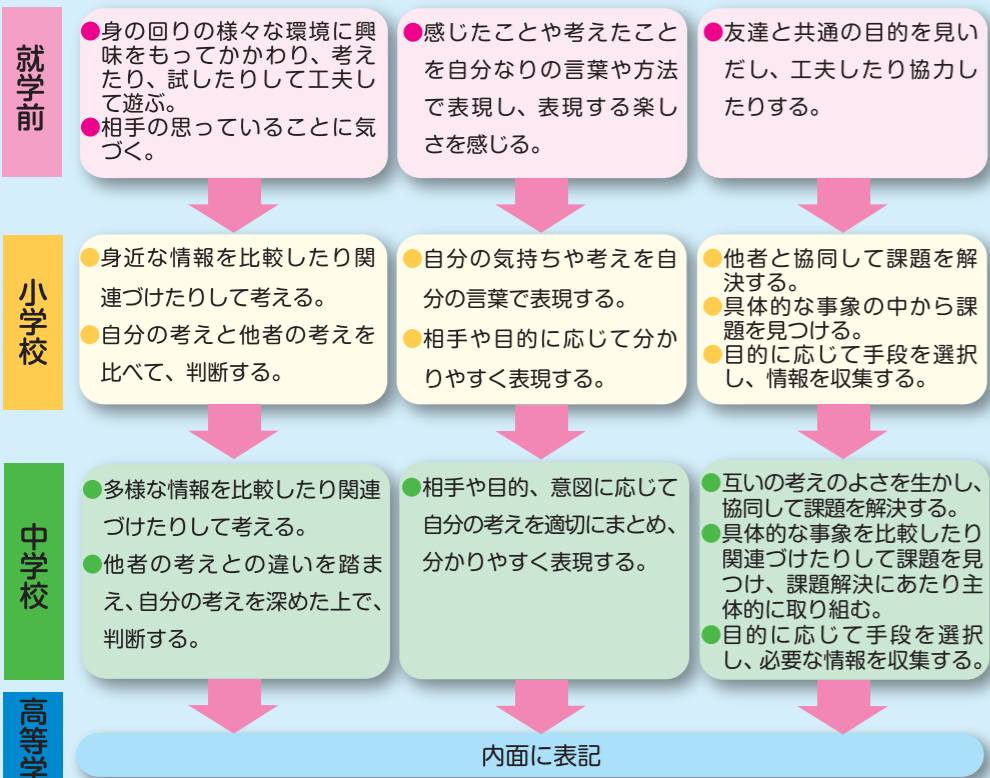 就学前
●身の回りの様々な環境に興
味をもってかかわり、考え
たり、試したりして工夫し
て遊ぶ。
●相手の思っていることに気
づく。
●感じたことや考えたこと
を自分なりの言葉や方法
で表現し、表現する楽し
さを感じる。
●友達と共通の目的を見い
だし、工夫したり協力し
たりする。
小学校
●身近な情報を比較したり関
連づけたりして考える。
●自分の考えと他者の考えを
比べて、判断する。
●自分の気持ちや考えを自
分の言葉で表現する。
●相手や目的に応じて分か
りやすく表現する。
●他者と協同して課題を解
決する。
●具体的な事象の中から課
題を見つける。
●目的に応じて手段を選択
し、情報を収集する。
中学校
●多様な情報を比較したり関連
づけたりして考える。
●他者の考えとの違いを踏ま
え、自分の考えを深めた上で、
判断する。
●相手や目的、意図に応じて
自分の考えを適切にまとめ、
分かりやすく表現する。
●互いの考えのよさを生かし、
協同して課題を解決する。
●具体的な事象を比較したり
関連づけたりして課題を見
つけ、課題解決にあたり主
体的に取り組む。
●目的に応じて手段を選択
し、必要な情報を収集する。
高等学
内面に表記